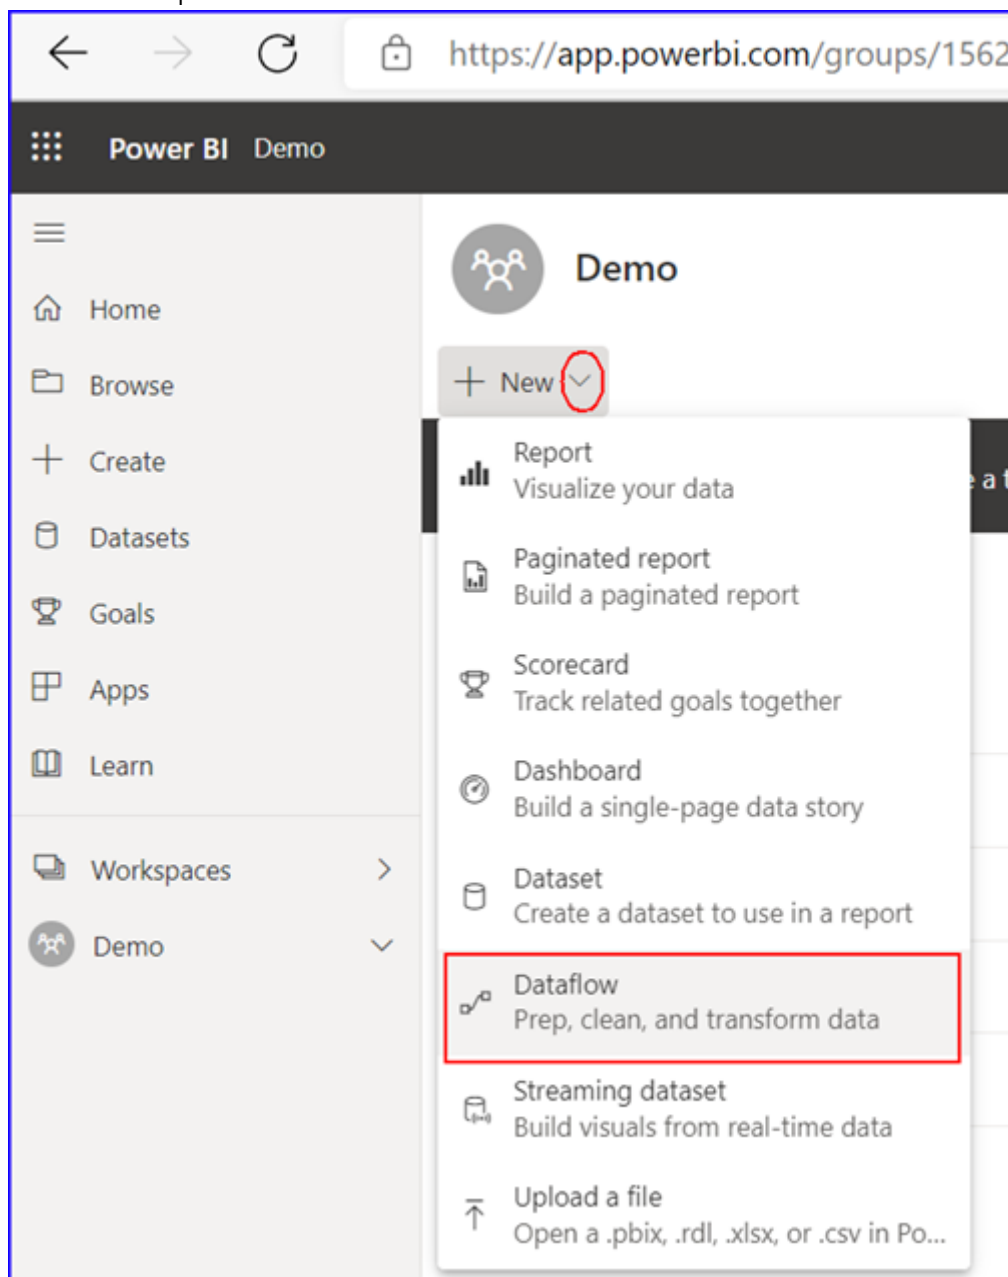 https://app.powerbi.com/groups/1562
Power BI Demo
Home
Browse
Create
Datasets
Goals
Apps
Learn
Workspaces
Demo
Demo
New
Report
Visualize your data
Paginated report
Build a paginated report
Scorecard
Track related goals together
Dashboard
Build a single-page data story
Dataset
Create a dataset to use in a report
Dataflow
Prep, clean, and transform data
Streaming dataset
Build visuals from real-time data
Upload a file
Open a .pbix, .rdl, .xlsx, or .csv in Po...